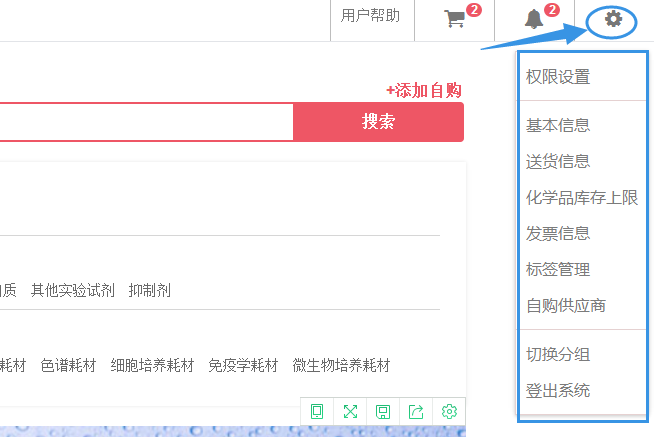 用户帮助
2
2
+添加自购
搜索
权限设置
基本信息
送货信息
化学品库存上限
发票信息
标签管理
自购供应商
切换分组
登出系统
质 其他实验试剂 抑制剂
耗材 色谱耗材 细胞培养耗材 免疫学耗材 微生物培养耗材